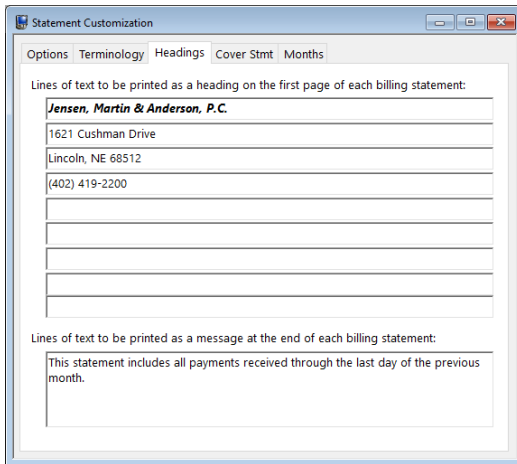 Statement Customization
Options Terminology Headings Cover Stmt Months
Lines of text to be printed as a heading on the first page of each billing statement:
Jensen, Martin & Anderson, P.C.
1621 Cushman Drive
Lincoln, NE 68512
(402) 419-2200
Lines of text to be printed as a message at the end of each billing statement:
This statement includes all payments received through the last day of the previous
month.